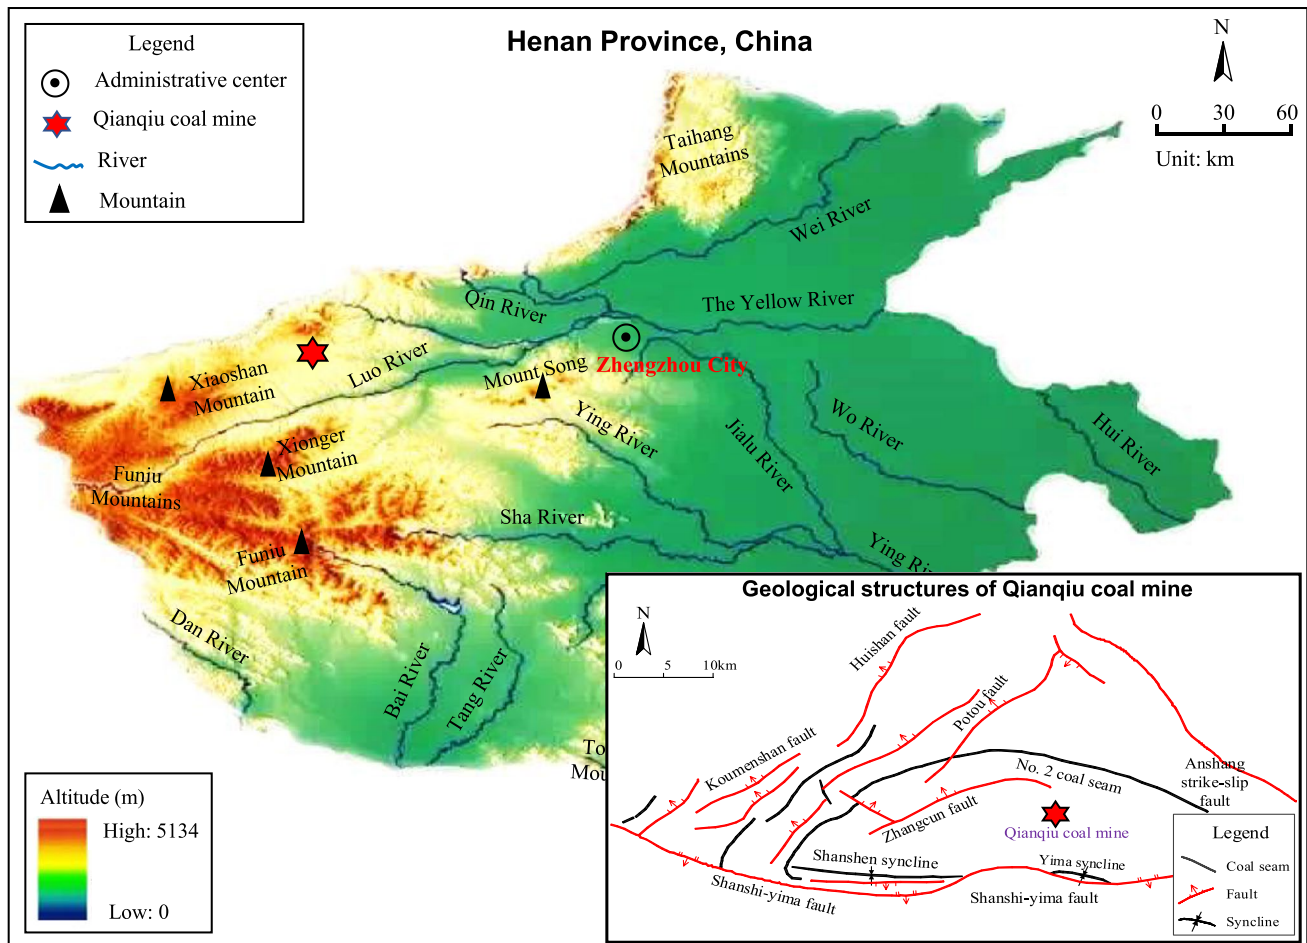 Henan Province, China
Legend
Administrative center
Qianqiu coal mine
River
Mountain
N
0 30 60
Unit: km
Taihang
Mountains
Wei River
Qin River
The Yellow River
Zhengzhou City
Luo River
Xiaoshan
Mountain
Mount Song
Xionger
Mountain
Ying River
Jialu River
Wo River
Hui River
Funiu
Mountains
Sha River
Funiu
Mountain
Ying Ri
Dan River
Bai River
Tang River
To
Mou
Altitude (m)
High: 5134
Low: 0
Geological structures of Qianqiu coal mine
N
0 5 10km
Huishan fault
Potou fault
Koumenshan fault
No. 2 coal seam
Anshang
strike-slip
fault
Zhangcun fault
Qianqiu coal mine
Shanshen syncline
Yima syncline
Shanshi-yima fault
Shanshi-yima fault
Legend
Coal seam
Fault
Syncline